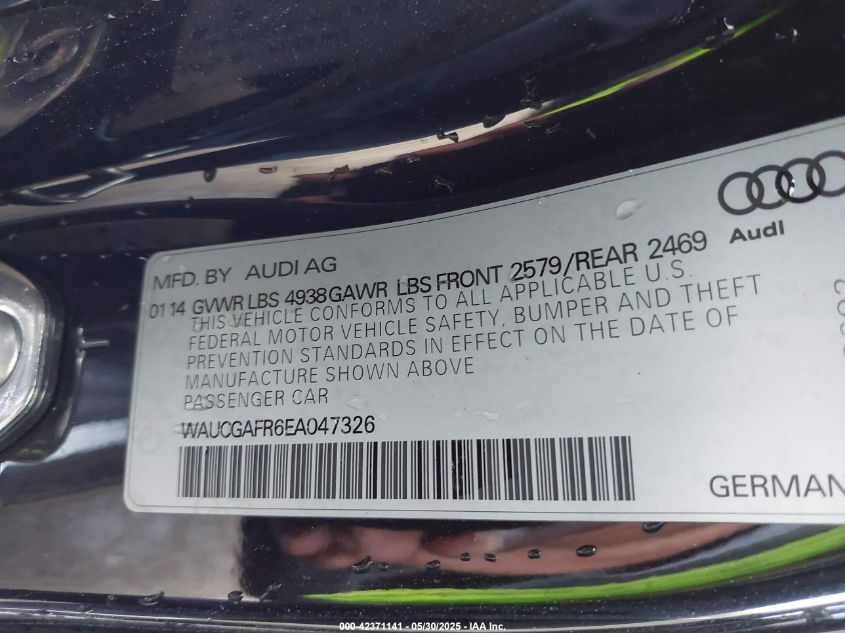 Audi
MFD. BY AUDI AG
01 14 GVWR LBS 4938 GAWR LBS FRONT 2579/REAR 2469
THIS VEHICLE CONFORMS TO ALL APPLICABLE U.S.
FEDERAL MOTOR VEHICLE SAFETY, BUMPER AND THEFT
PREVENTION STANDARDS IN EFFECT ON THE DATE OF
MANUFACTURE SHOWN ABOVE
PASSENGER CAR
WAUCGAFR6EA047326
GERMAN
000-42371141 - 05/30/2025 - IAA Inc.